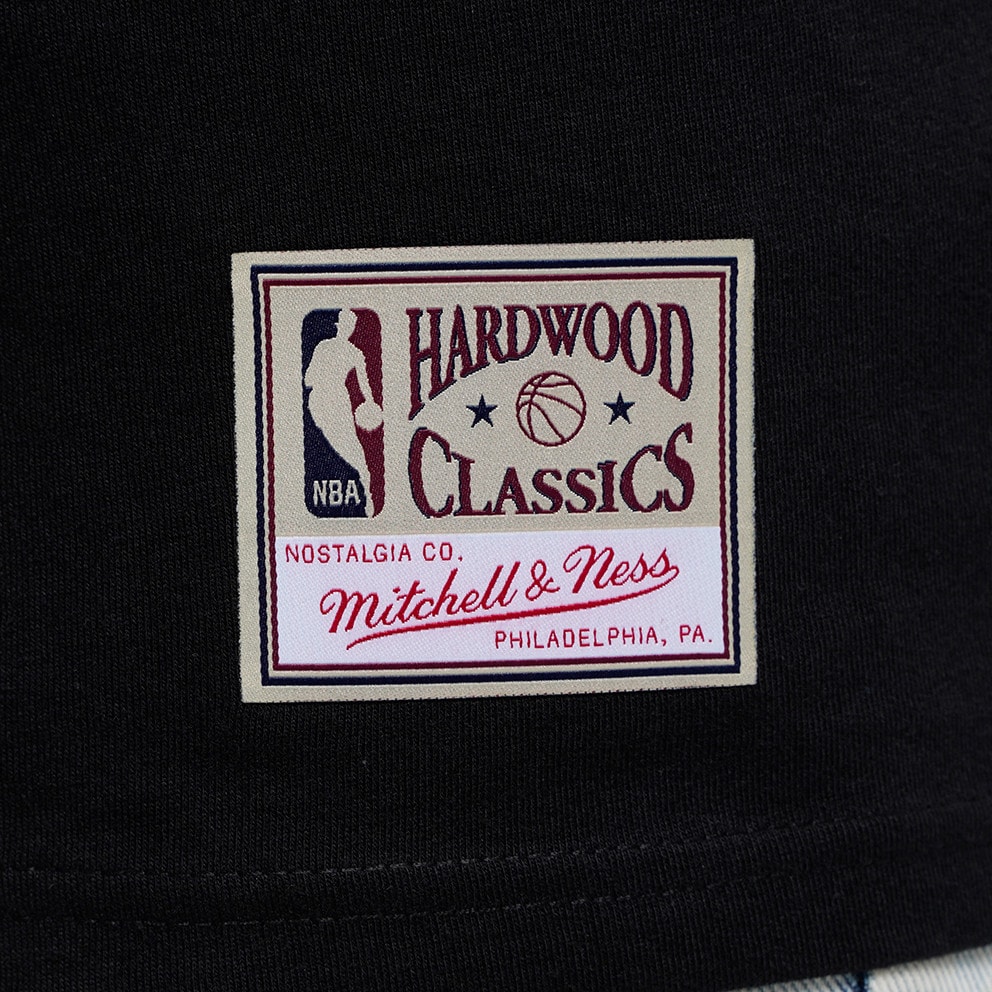 NBA
HARDWOOD
CLASSICS
NOSTALGIA CO.
Mitchell & Ness
PHILADELPHIA, PA.